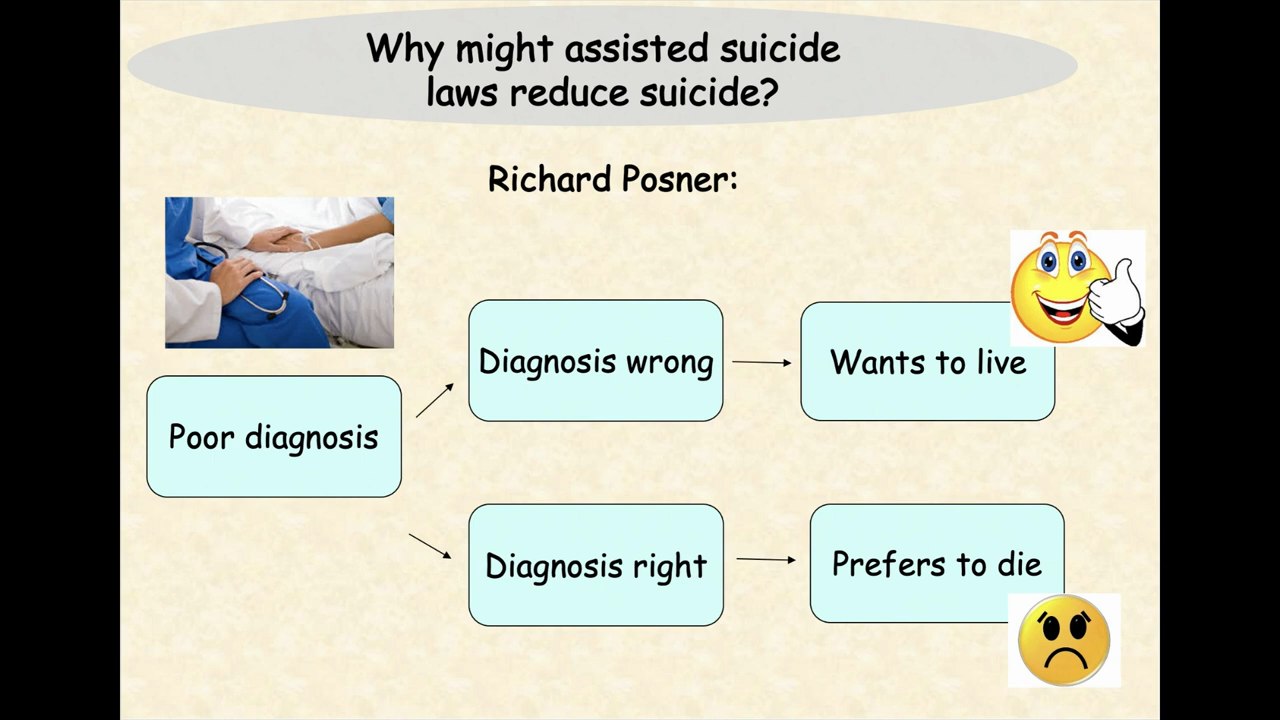 Why might assisted suicide
laws reduce suicide?
Richard Posner:
Diagnosis wrong
Wants to live
Poor diagnosis
Diagnosis right
Prefers to die